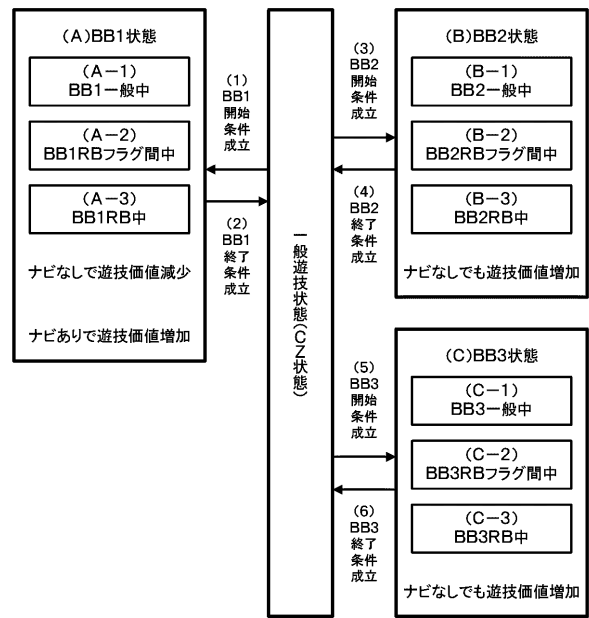 (A)BB1状態
(A−1)
BB1一般中
(A−2)
BB1RBフラグ間中
(A−3)
BB1RB中
ナビなしで遊技価値減少
ナビありで遊技価値増加
(1)
BB1
開始
条件
成立
(2)
BB1
終了
条件
成立
一般遊技状態(CZ状態)
(3)
BB2
開始
条件
成立
(4)
BB2
終了
条件
成立
(B)BB2状態
(B−1)
BB2一般中
(B−2)
BB2RBフラグ間中
(B−3)
BB2RB中
ナビなしでも遊技価値増加
(5)
BB3
開始
条件
成立
(6)
BB3
終了
条件
成立
(C)BB3状態
(C−1)
BB3一般中
(C−2)
BB3RBフラグ間中
(C−3)
BB3RB中
ナビなしでも遊技価値増加